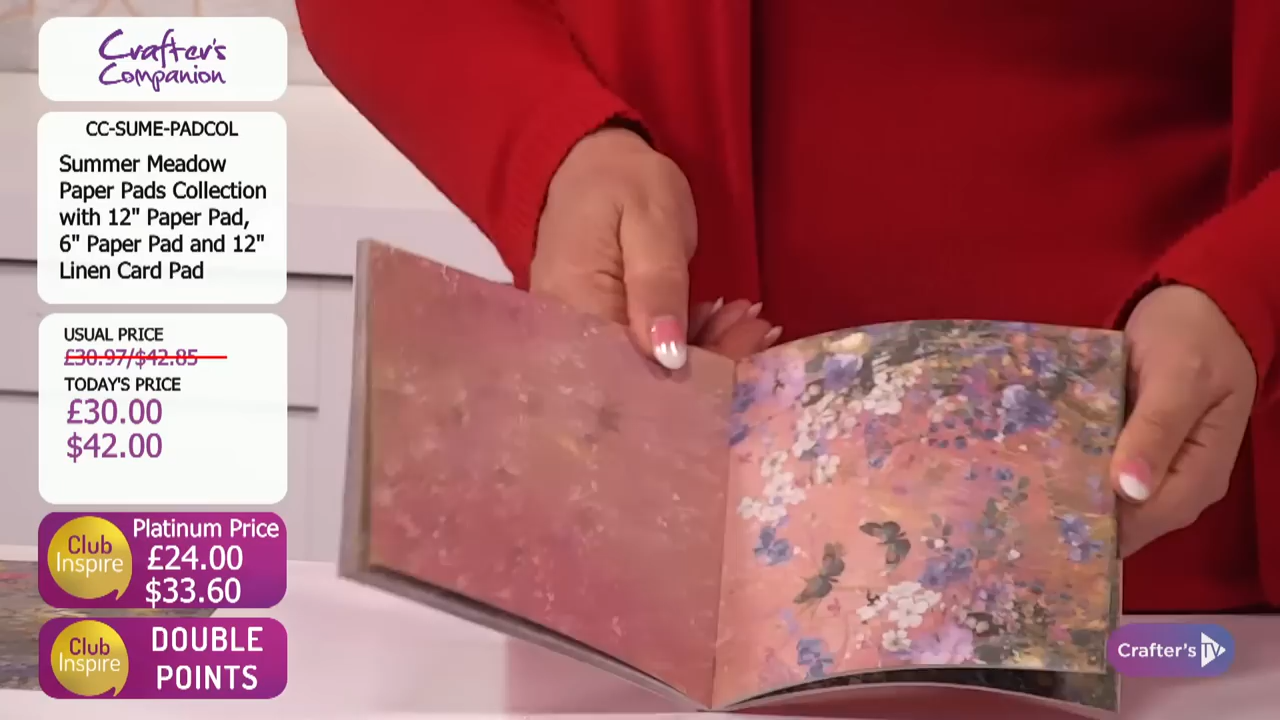 Crafter's
Companion
CC-SUME-PADCOL
Summer Meadow
Paper Pads Collection
with 12" Paper Pad,
6" Paper Pad and 12"
Linen Card Pad
USUAL PRICE
£30.97/$42.85
TODAY'S PRICE
£30.00
$42.00
Club
Inspire
Platinum Price
£24.00
$33.60
Club
Inspire
DOUBLE
POINTS
Crafter's TV